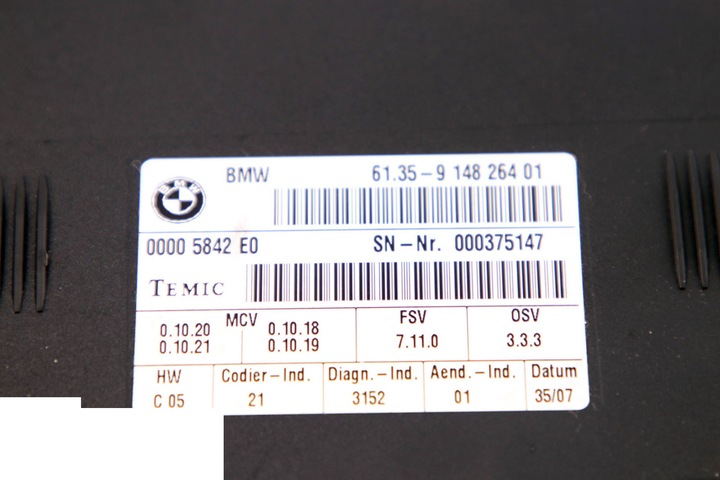 BMW 61.35-9 148 264 01
BMW
0000 5842 E0 SN-Nr. 000375147
TEMIC
MCV FSV OSV
0.10.20 0.10.18 7.11.0 3.3.3
0.10.21 0.10.19
HW Codier-Ind. Diagn.-Ind. Aend.-Ind. Datum
C 05 21 3152 01 35/07